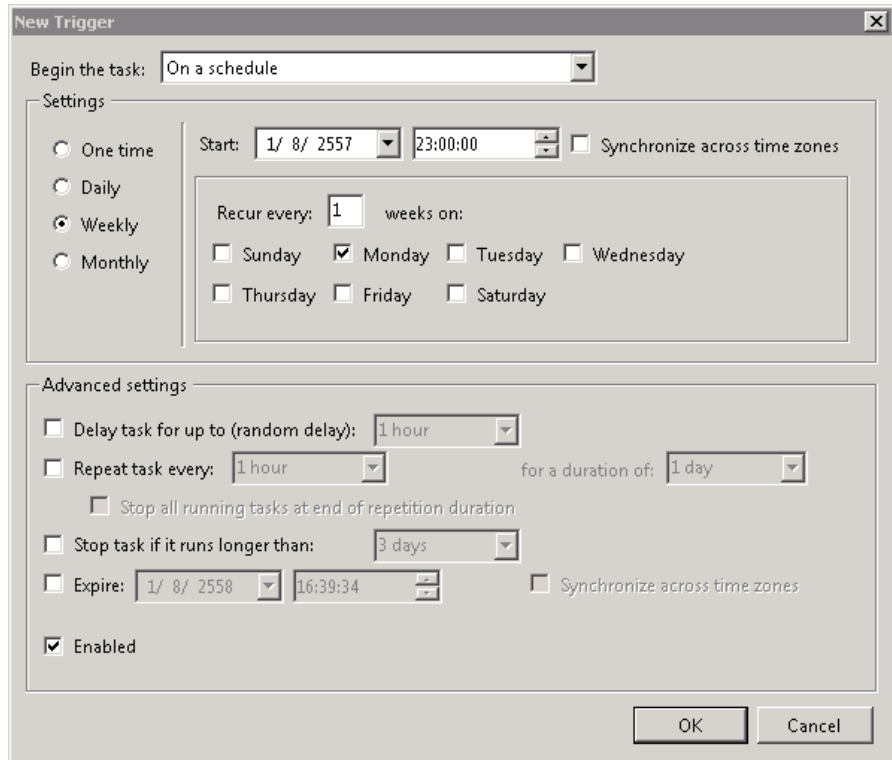 New Trigger
Begin the task: On a schedule
Settings
One time
Daily
Weekly
Monthly
Start: 1/ 8/ 2557 23:00:00 Synchronize across time zones
Recur every: 1 weeks on:
Sunday Monday Tuesday Wednesday
Thursday Friday Saturday
Advanced settings
Delay task for up to (random delay): 1 hour
Repeat task every: 1 hour for a duration of: 1 day
Stop all running tasks at end of repetition duration
Stop task if it runs longer than: 3 days
Expire: 1/ 8/ 2558 16:39:34 Synchronize across time zones
Enabled
OK Cancel